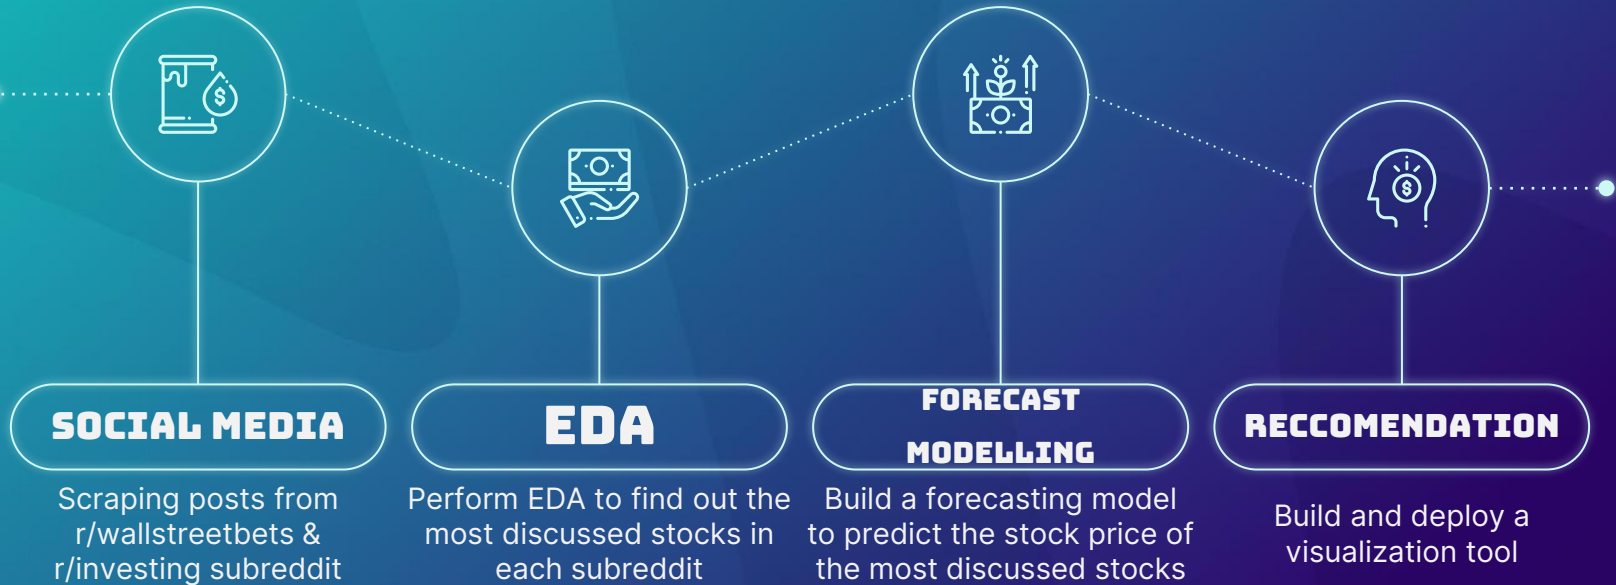 SOCIAL MEDIA
Scraping posts from
r/wallstreetbets &
r/investing subreddit
EDA
Perform EDA to find out the
most discussed stocks in
each subreddit
FORECAST
MODELLING
Build a forecasting model
to predict the stock price of
the most discussed stocks
RECCOMENDATION
Build and deploy a
visualization tool